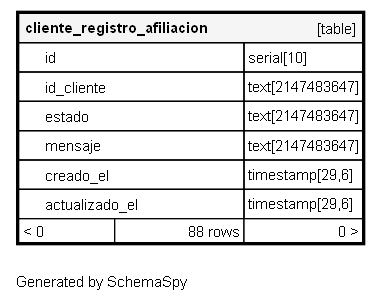 cliente_registro_afiliacion [table]
id serial[10]
id_cliente text[2147483647]
estado text[2147483647]
mensaje text[2147483647]
creado_el timestamp[29,6]
actualizado_el timestamp[29,6]
< 0 88 rows 0 >
Generated by SchemaSpy